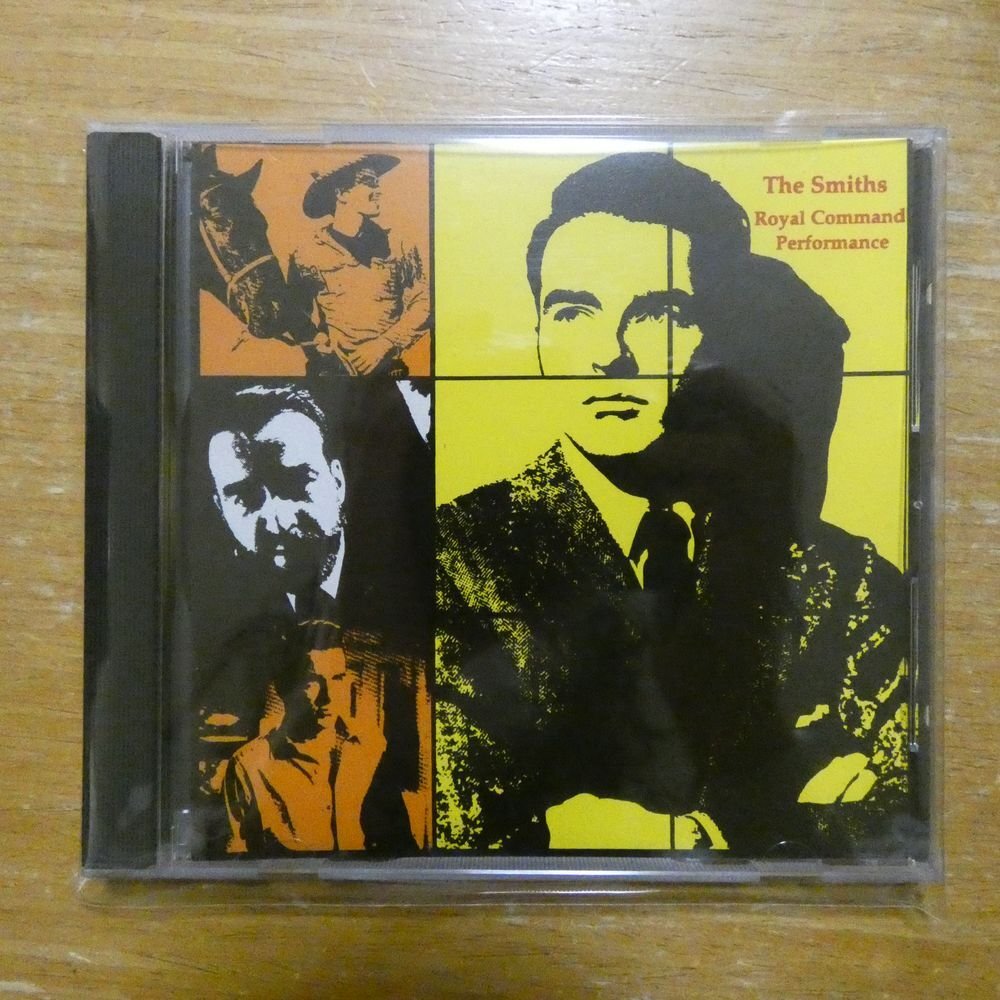 The Smiths
Royal Command
Performance